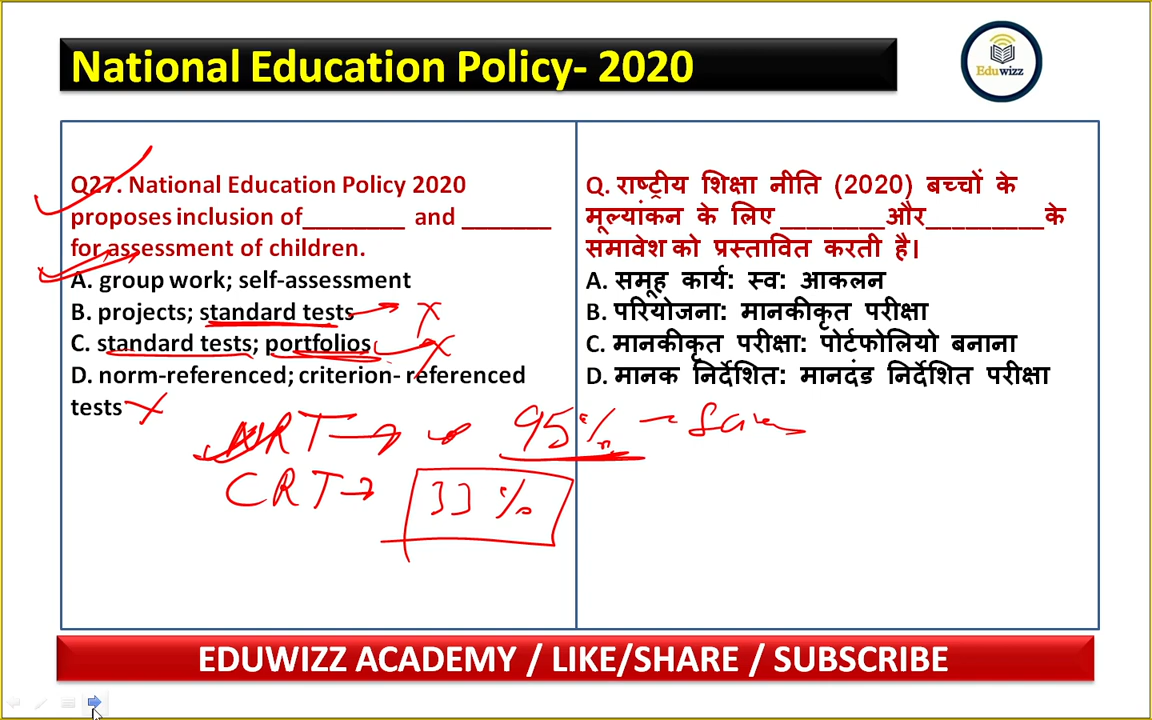 National Education Policy- 2020
Eduwizz
Q27. National Education Policy 2020
proposes inclusion of_________ and ________
for assessment of children.
A. group work; self-assessment
B. projects; standard tests
C. standard tests; portfolios
D. norm-referenced; criterion- referenced
tests
NRT
95%
CRT
33%
Q. राष्ट्रीय शिक्षा नीति (2020) बच्चों के
मूल्यांकन के लिए ________और_________के
समावेश को प्रस्तावित करती है।
A. समूह कार्य: स्व: आकलन
B. परियोजना: मानकीकृत परीक्षा
C. मानकीकृत परीक्षा: पोर्टफोलियो बनाना
D. मानक निर्देशित: मानदंड निर्देशित परीक्षा
EDUWIZZ ACADEMY / LIKE/SHARE / SUBSCRIBE